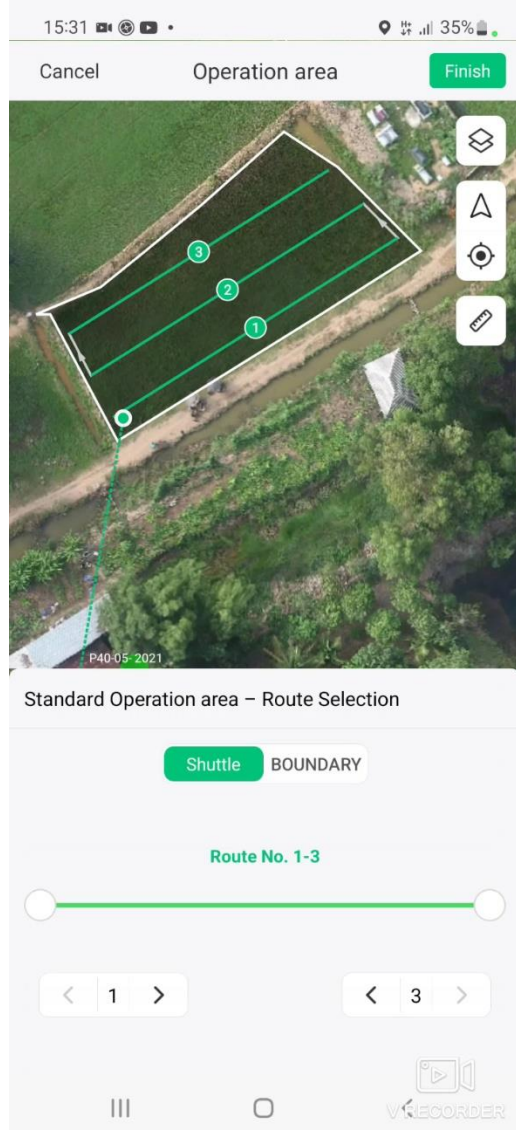 15:31
35%
Cancel
Operation area
Finish
3
2
1
P40-05-2021
Standard Operation area – Route Selection
Shuttle
BOUNDARY
Route No. 1-3
1
3
VRECORDER